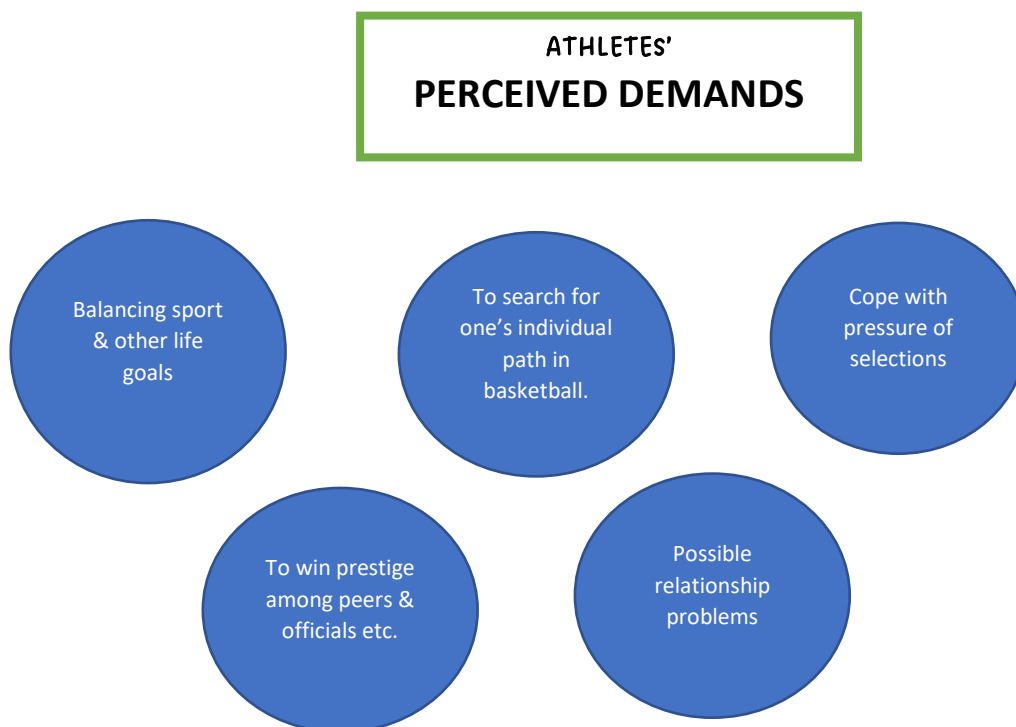 ATHLETES'
PERCEIVED DEMANDS
Balancing sport
& other life
goals
To search for
one’s individual
path in
basketball.
Cope with
pressure of
selections
To win prestige
among peers &
officials etc.
Possible
relationship
problems